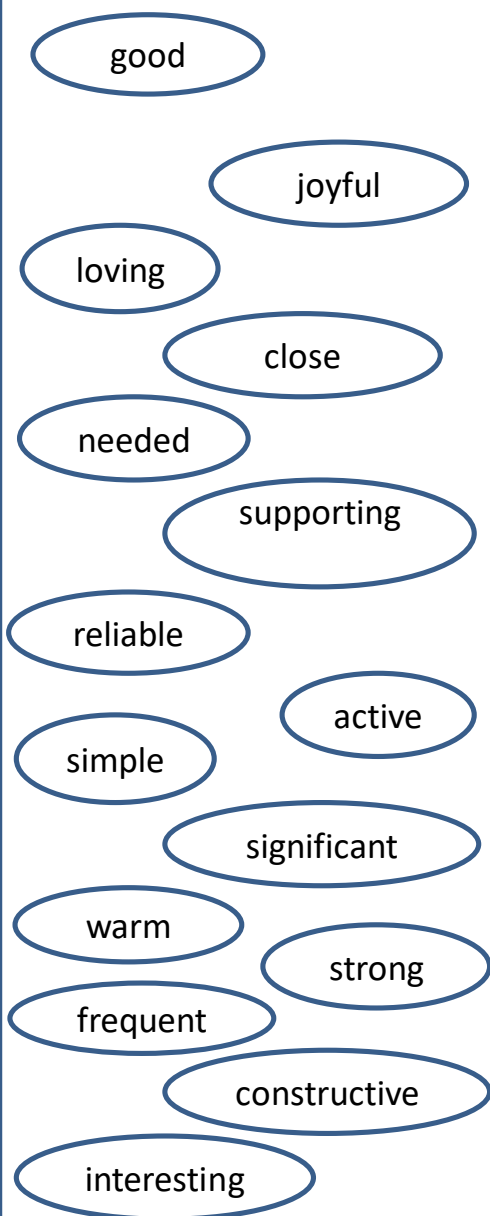 good
joyful
loving
close
needed
supporting
reliable
active
simple
significant
warm
strong
frequent
constructive
interesting